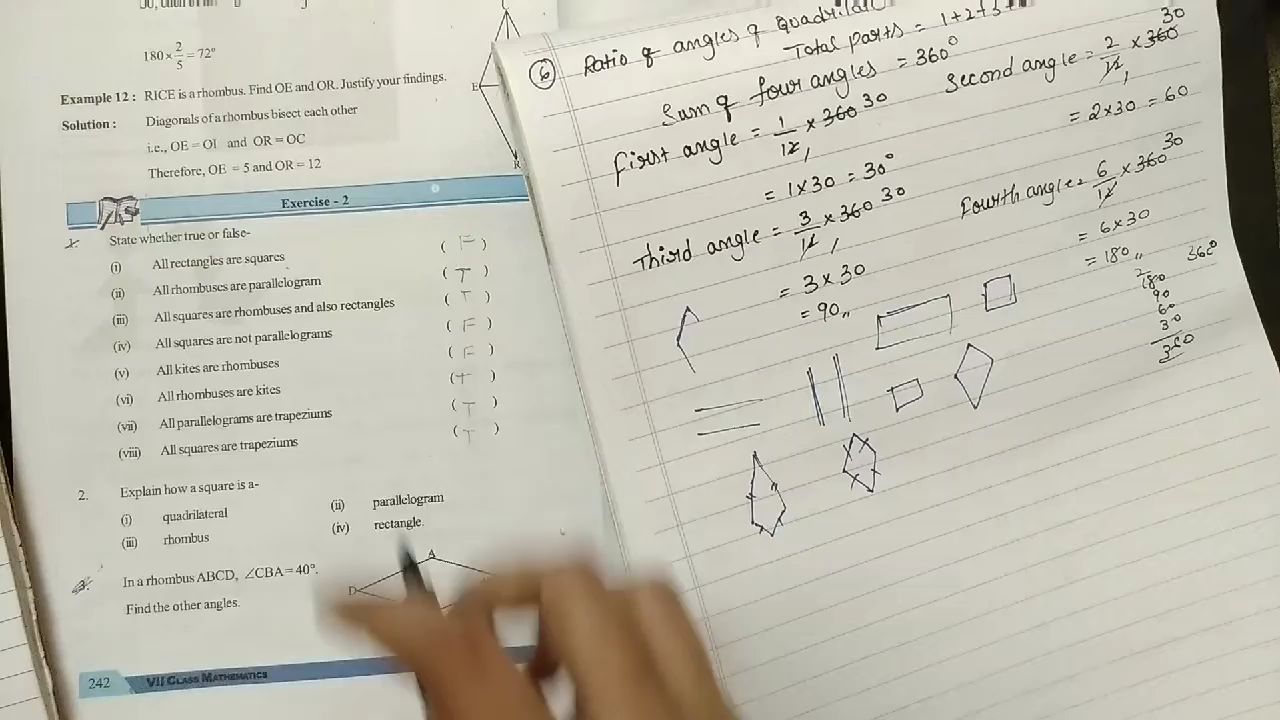 180 × 2/5 = 72°
Example 12 : RICE is a rhombus. Find OE and OR. Justify your findings.
Solution : Diagonals of a rhombus bisect each other
i.e., OE = OI and OR = OC
Therefore, OE = 5 and OR = 12
E
R
Exercise - 2
State whether true or false-
(i) All rectangles are squares ( F )
(ii) All rhombuses are parallelogram ( T )
(iii) All squares are rhombuses and also rectangles ( T )
(iv) All squares are not parallelograms ( F )
(v) All kites are rhombuses ( F )
(vi) All rhombuses are kites ( T )
(vii) All parallelograms are trapeziums ( T )
(viii) All squares are trapeziums ( T )
2. Explain how a square is a-
(i) quadrilateral (ii) parallelogram
(iii) rhombus (iv) rectangle.
3. In a rhombus ABCD, ∠CBA = 40°.
Find the other angles.
A
D
242 VII Class Mathematics
6 Ratio of angles of Quadrilat
Total parts = 1+2+3+
Sum of four angles = 360°
First angle = 1/12 × 360 30
= 1×30 = 30°
Second angle = 2/12 × 360 30
= 2×30 = 60
Third angle = 3/12 × 360 30
= 3×30
= 90,,
Fourth angle = 6/12 × 360 30
= 6×30
= 180,,
2
180
90
60
30
360
360°